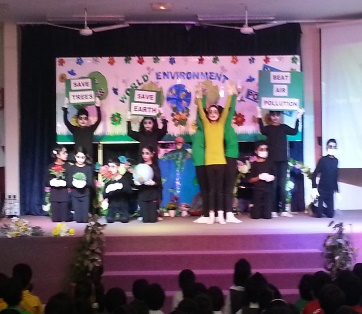 WORLD ENVIRONMENT
SAVE
TREES
SAVE
EARTH
BEAT
AIR
POLLUTION